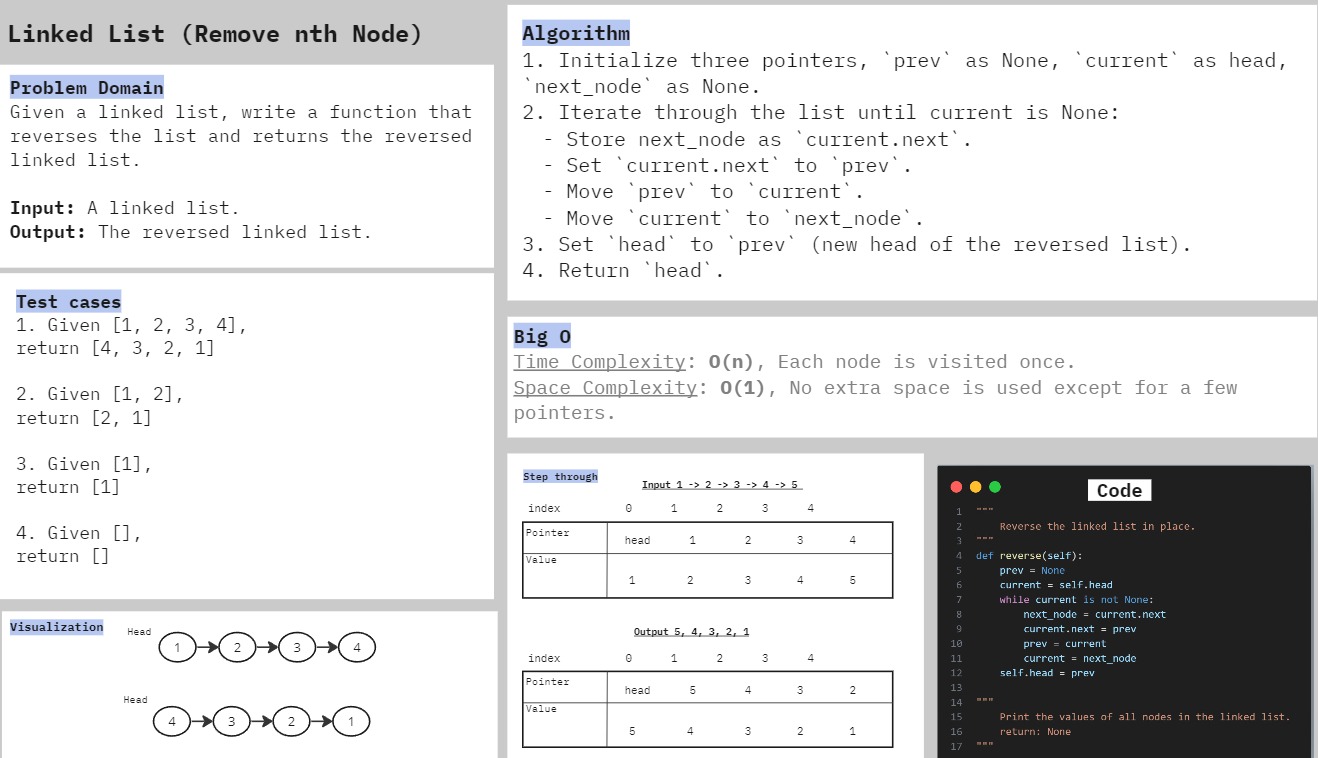 Linked List (Remove nth Node)
Problem Domain
Given a linked list, write a function that
reverses the list and returns the reversed
linked list.
Input: A linked list.
Output: The reversed linked list.
Test cases
1. Given [1, 2, 3, 4],
return [4, 3, 2, 1]
2. Given [1, 2],
return [2, 1]
3. Given [1],
return [1]
4. Given [],
return []
Visualization
Head
1 2 3 4
Head
4 3 2 1
Algorithm
1. Initialize three pointers, `prev` as None, `current` as head,
`next_node` as None.
2. Iterate through the list until current is None:
- Store next_node as `current.next`.
- Set `current.next` to `prev`.
- Move `prev` to `current`.
- Move `current` to `next_node`.
3. Set `head` to `prev` (new head of the reversed list).
4. Return `head`.
Big O
Time Complexity: O(n), Each node is visited once.
Space Complexity: O(1), No extra space is used except for a few
pointers.
Step through
Input 1 -> 2 -> 3 -> 4 -> 5
index 0 1 2 3 4
Pointer head 1 2 3 4
Value 1 2 3 4 5
Output 5, 4, 3, 2, 1
index 0 1 2 3 4
Pointer head 5 4 3 2
Value 5 4 3 2 1
Code
1 """
2 Reverse the linked list in place.
3 """
4 def reverse(self):
5 prev = None
6 current = self.head
7 while current is not None:
8 next_node = current.next
9 current.next = prev
10 prev = current
11 current = next_node
12 self.head = prev
13
14 """
15 Print the values of all nodes in the linked list.
16 return: None
17 """